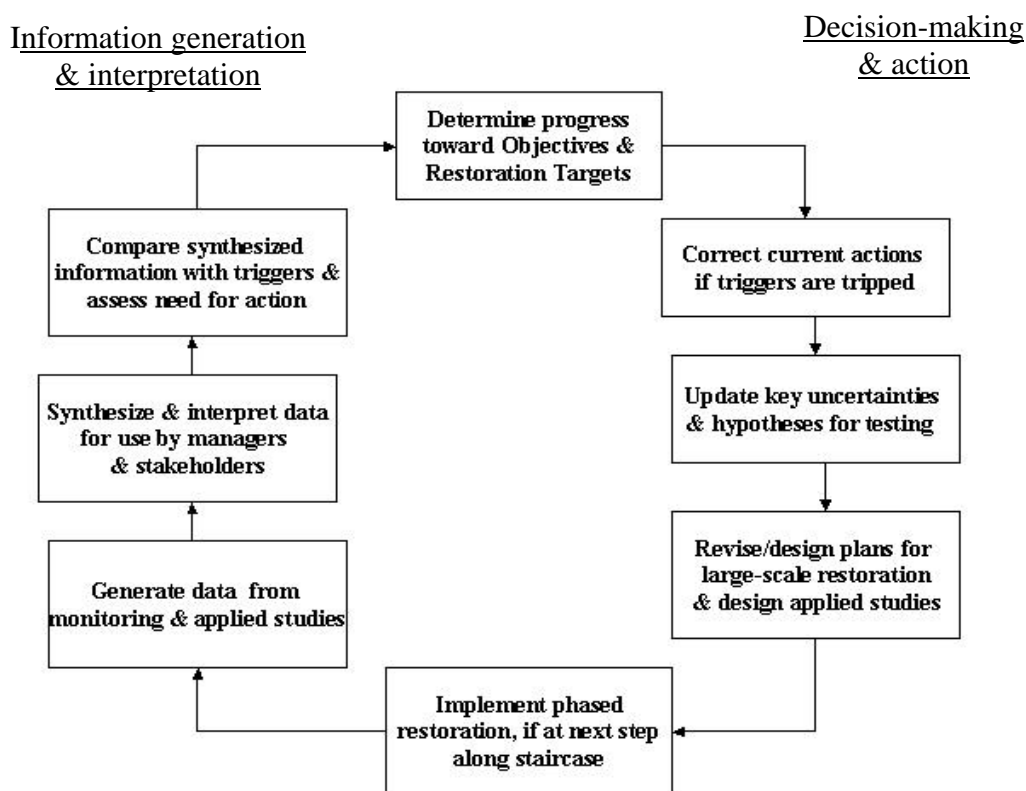 Information generation
& interpretation
Decision-making
& action
Determine progress
toward Objectives &
Restoration Targets
Compare synthesized
information with triggers &
assess need for action
Correct current actions
if triggers are tripped
Synthesize & interpret data
for use by managers
& stakeholders
Update key uncertainties
& hypotheses for testing
Generate data from
monitoring & applied studies
Revise/design plans for
large-scale restoration
& design applied studies
Implement phased
restoration, if at next step
along staircase